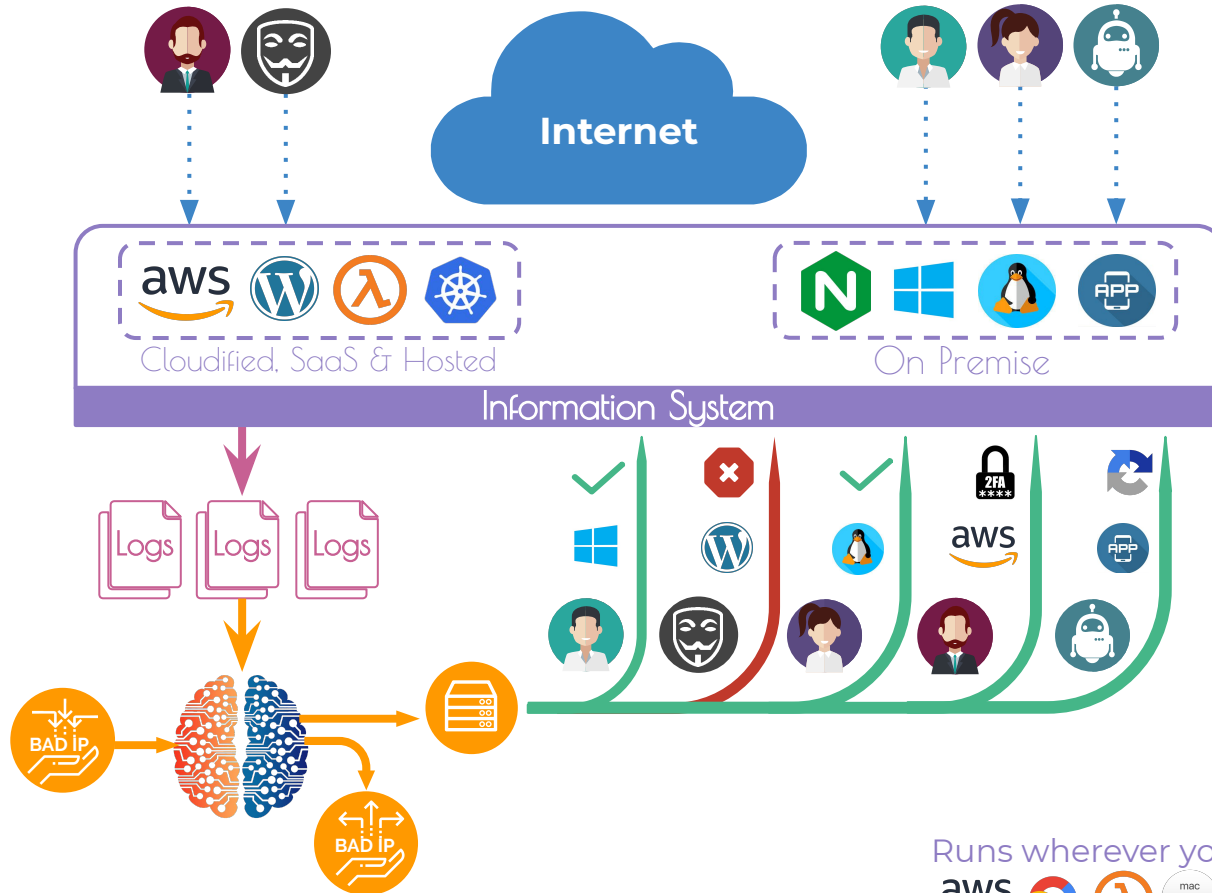 Internet
aws
Cloudified, SaaS & Hosted
N
APP
On Premise
Information System
Logs
Logs
Logs
2FA
****
aws
APP
BAD IP
BAD IP
Runs wherever yo
aws
mac